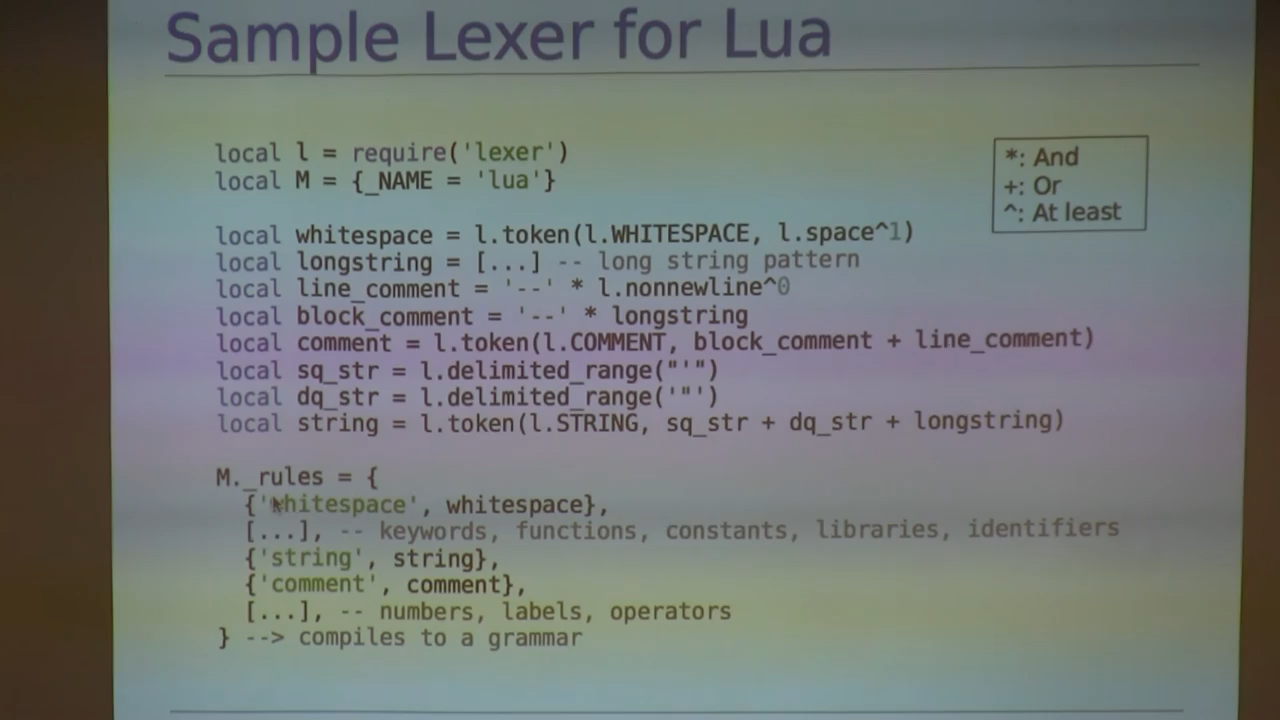 Sample Lexer for Lua
local l = require('lexer')
local M = {_NAME = 'lua'}
*: And
+: Or
^: At least
local whitespace = l.token(l.WHITESPACE, l.space^1)
local longstring = [...] -- long string pattern
local line_comment = '--' * l.nonnewline^0
local block_comment = '--' * longstring
local comment = l.token(l.COMMENT, block_comment + line_comment)
local sq_str = l.delimited_range("'")
local dq_str = l.delimited_range('"')
local string = l.token(l.STRING, sq_str + dq_str + longstring)
M._rules = {
{'whitespace', whitespace},
[...], -- keywords, functions, constants, libraries, identifiers
{'string', string},
{'comment', comment},
[...], -- numbers, labels, operators
} --> compiles to a grammar